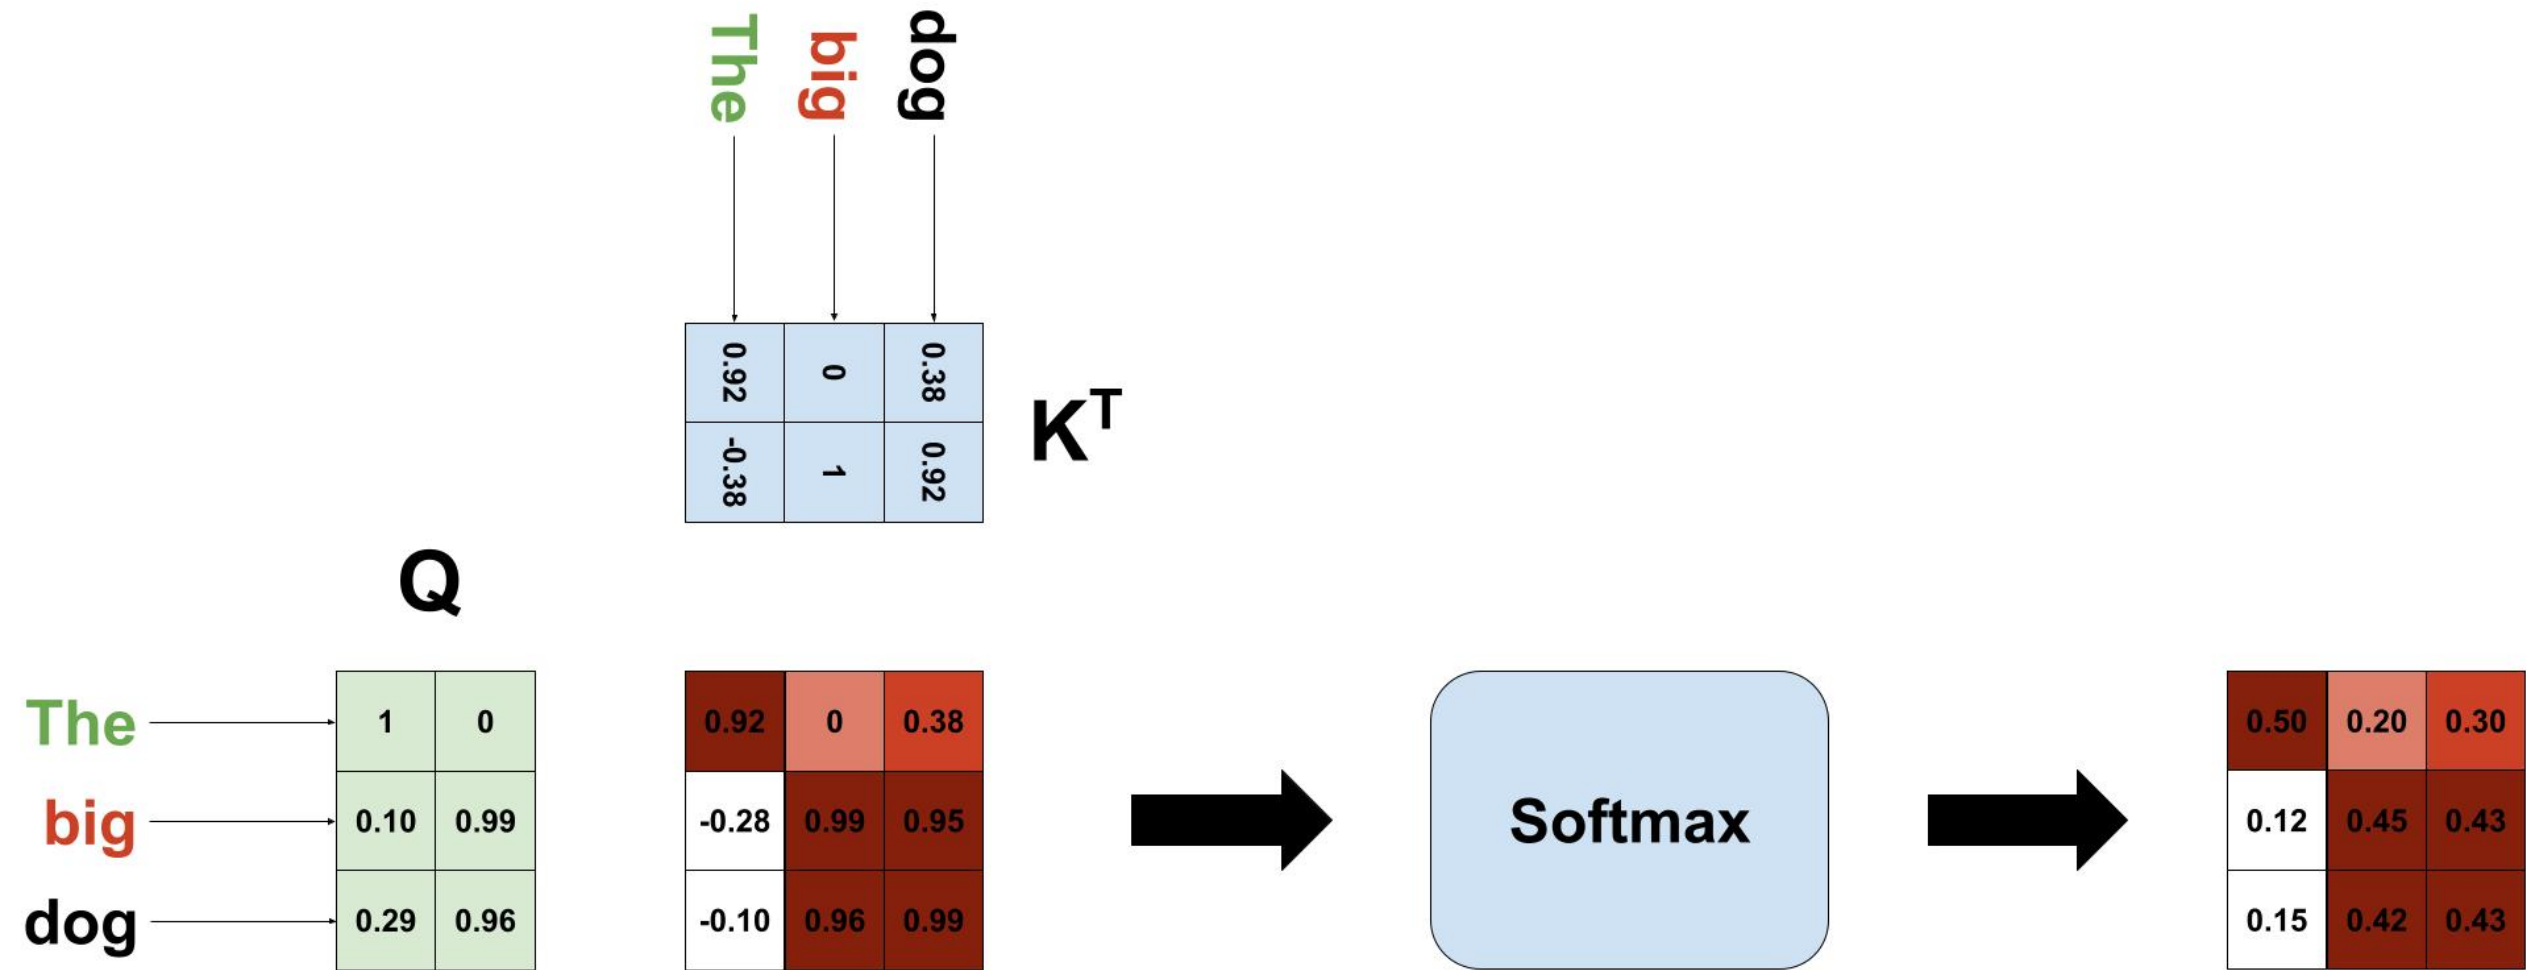 The big dog
0.92 0 0.38
-0.38 1 0.92
K^T
Q
The 1 0 0.92 0 0.38 0.50 0.20 0.30
big 0.10 0.99 -0.28 0.99 0.95 Softmax 0.12 0.45 0.43
dog 0.29 0.96 -0.10 0.96 0.99 0.15 0.42 0.43